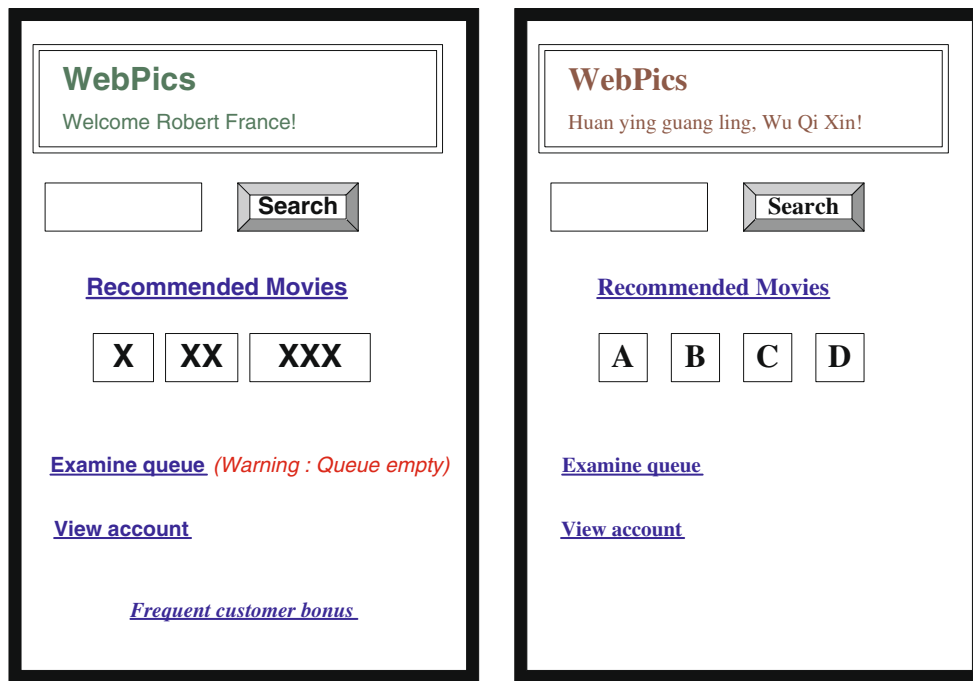 WebPics
Welcome Robert France!
Search
Recommended Movies
X XX XXX
Examine queue (Warning : Queue empty)
View account
Frequent customer bonus
WebPics
Huan ying guang ling, Wu Qi Xin!
Search
Recommended Movies
A B C D
Examine queue
View account